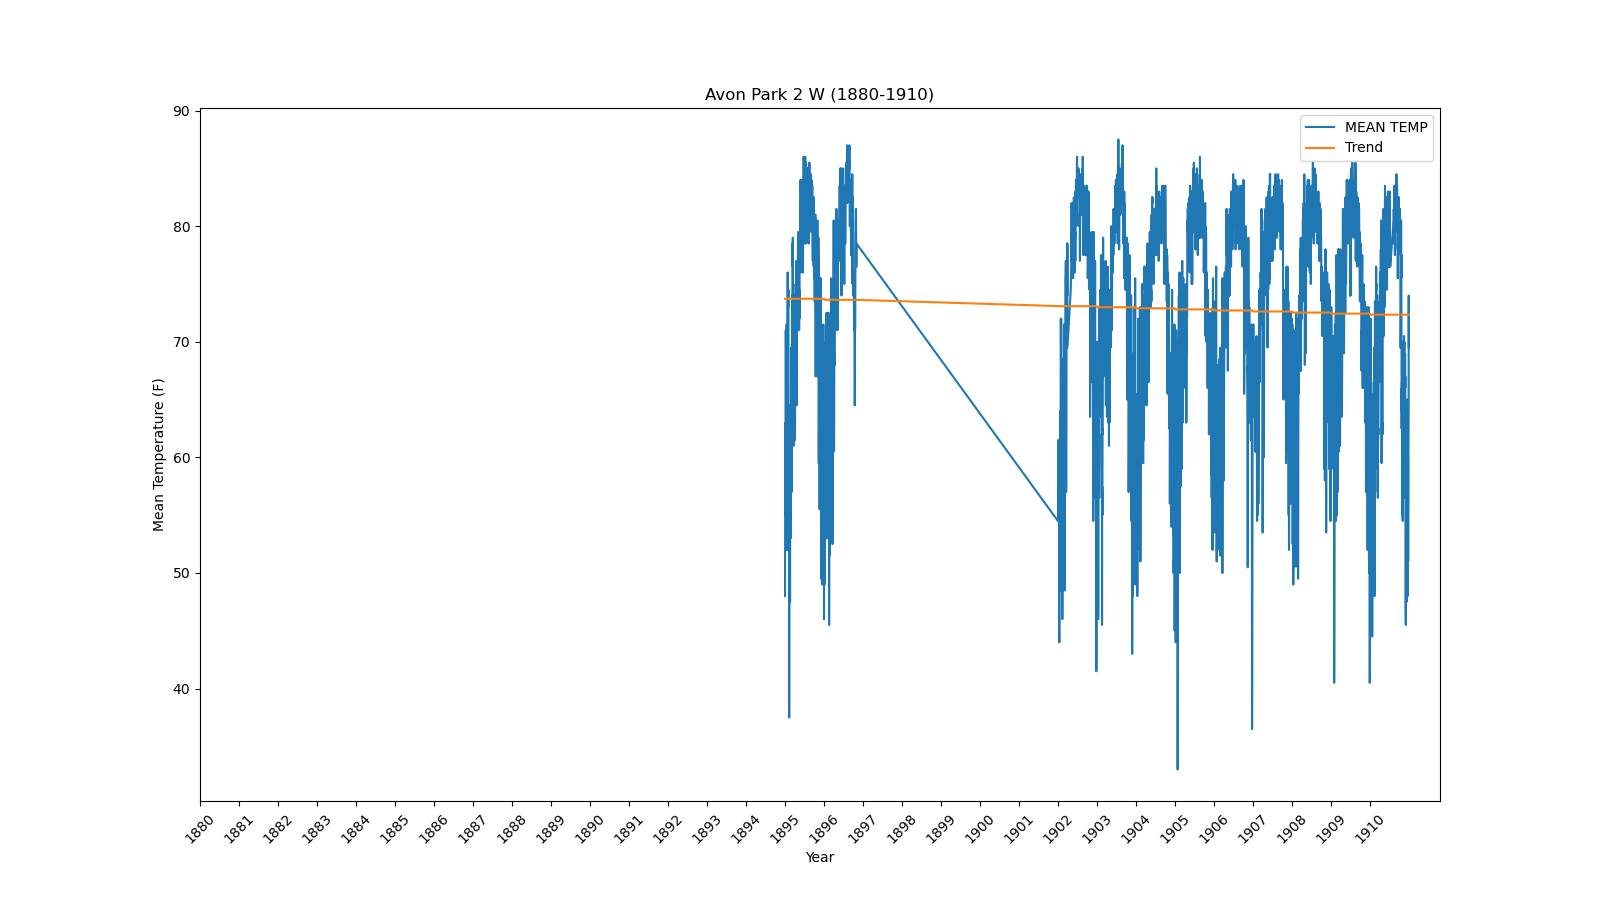 Avon Park 2 W (1880-1910)
MEAN TEMP
Trend
90
80
70
60
50
40
Mean Temperature (F)
1880 1881 1882 1883 1884 1885 1886 1887 1888 1889 1890 1891 1892 1893 1894 1895 1896 1897 1898 1899 1900 1901 1902 1903 1904 1905 1906 1907 1908 1909 1910
Year